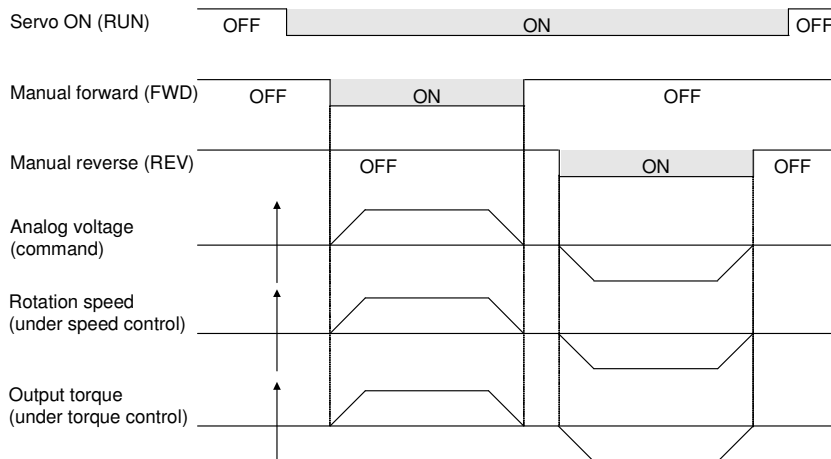 Servo ON (RUN) OFF ON OFF
Manual forward (FWD) OFF ON OFF
Manual reverse (REV) OFF ON OFF
Analog voltage
(command)
Rotation speed
(under speed control)
Output torque
(under torque control)